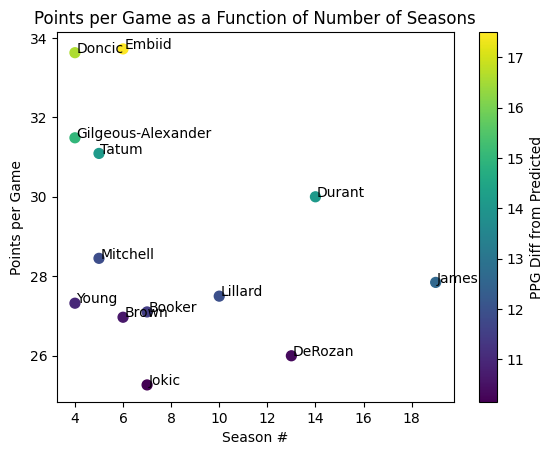 Points per Game as a Function of Number of Seasons
34
32
30
28
26
Points per Game
Doncic
Embiid
Gilgeous-Alexander
Tatum
Durant
Mitchell
James
Young
Lillard
Booker
Brown
DeRozan
Jokic
4 6 8 10 12 14 16 18
Season #
17
16
15
14
13
12
11
PPG Diff from Predicted